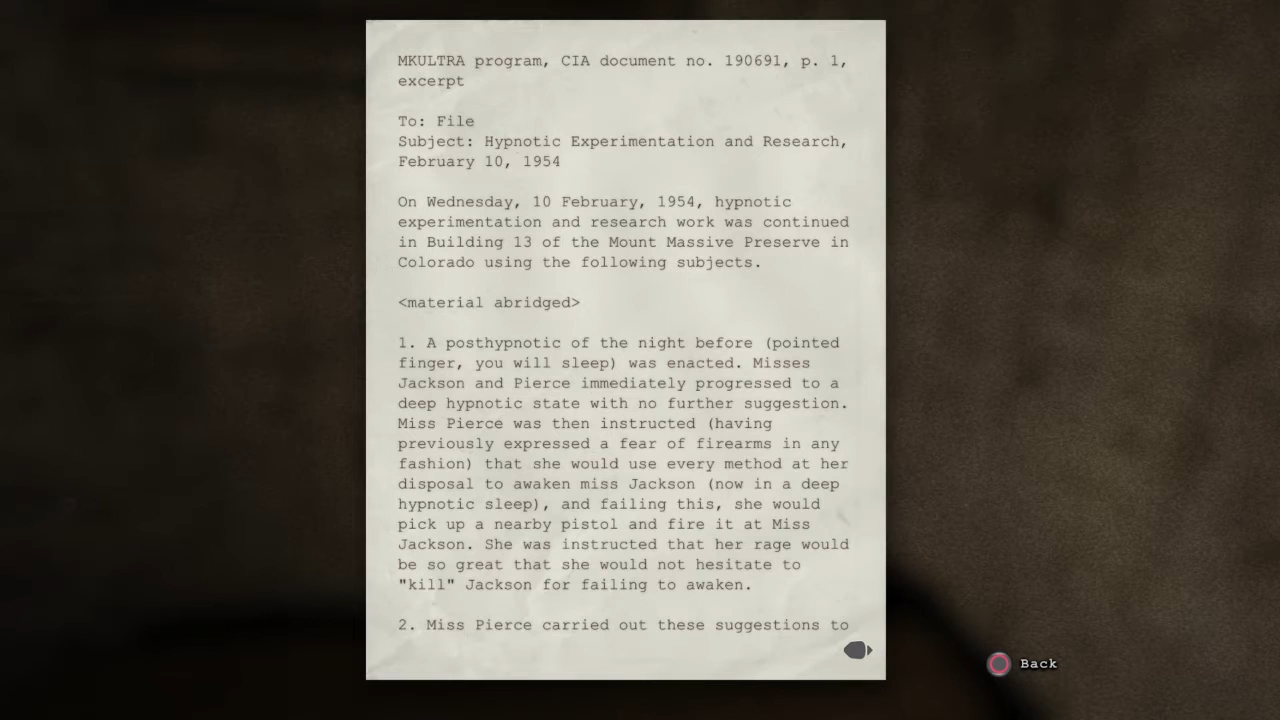 MKULTRA program, CIA document no. 190691, p. 1,
excerpt
To: File
Subject: Hypnotic Experimentation and Research,
February 10, 1954
On Wednesday, 10 February, 1954, hypnotic
experimentation and research work was continued
in Building 13 of the Mount Massive Preserve in
Colorado using the following subjects.
<material abridged>
1. A posthypnotic of the night before (pointed
finger, you will sleep) was enacted. Misses
Jackson and Pierce immediately progressed to a
deep hypnotic state with no further suggestion.
Miss Pierce was then instructed (having
previously expressed a fear of firearms in any
fashion) that she would use every method at her
disposal to awaken miss Jackson (now in a deep
hypnotic sleep), and failing this, she would
pick up a nearby pistol and fire it at Miss
Jackson. She was instructed that her rage would
be so great that she would not hesitate to
"kill" Jackson for failing to awaken.
2. Miss Pierce carried out these suggestions to
Back